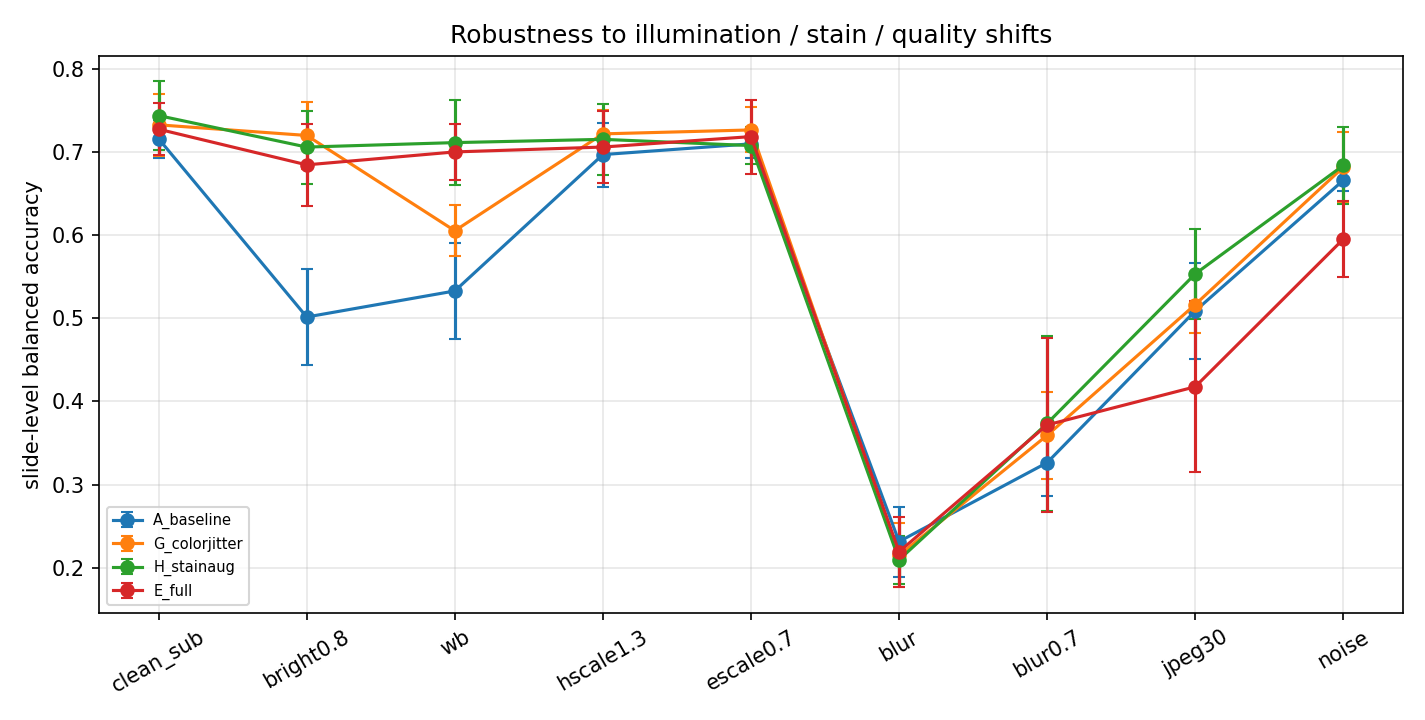 Robustness to illumination / stain / quality shifts
slide-level balanced accuracy
0.8
0.7
0.6
0.5
0.4
0.3
0.2
A_baseline
G_colorjitter
H_stainaug
E_full
clean_sub
bright0.8
wb
hscale1.3
escale0.7
blur
blur0.7
jpeg30
noise